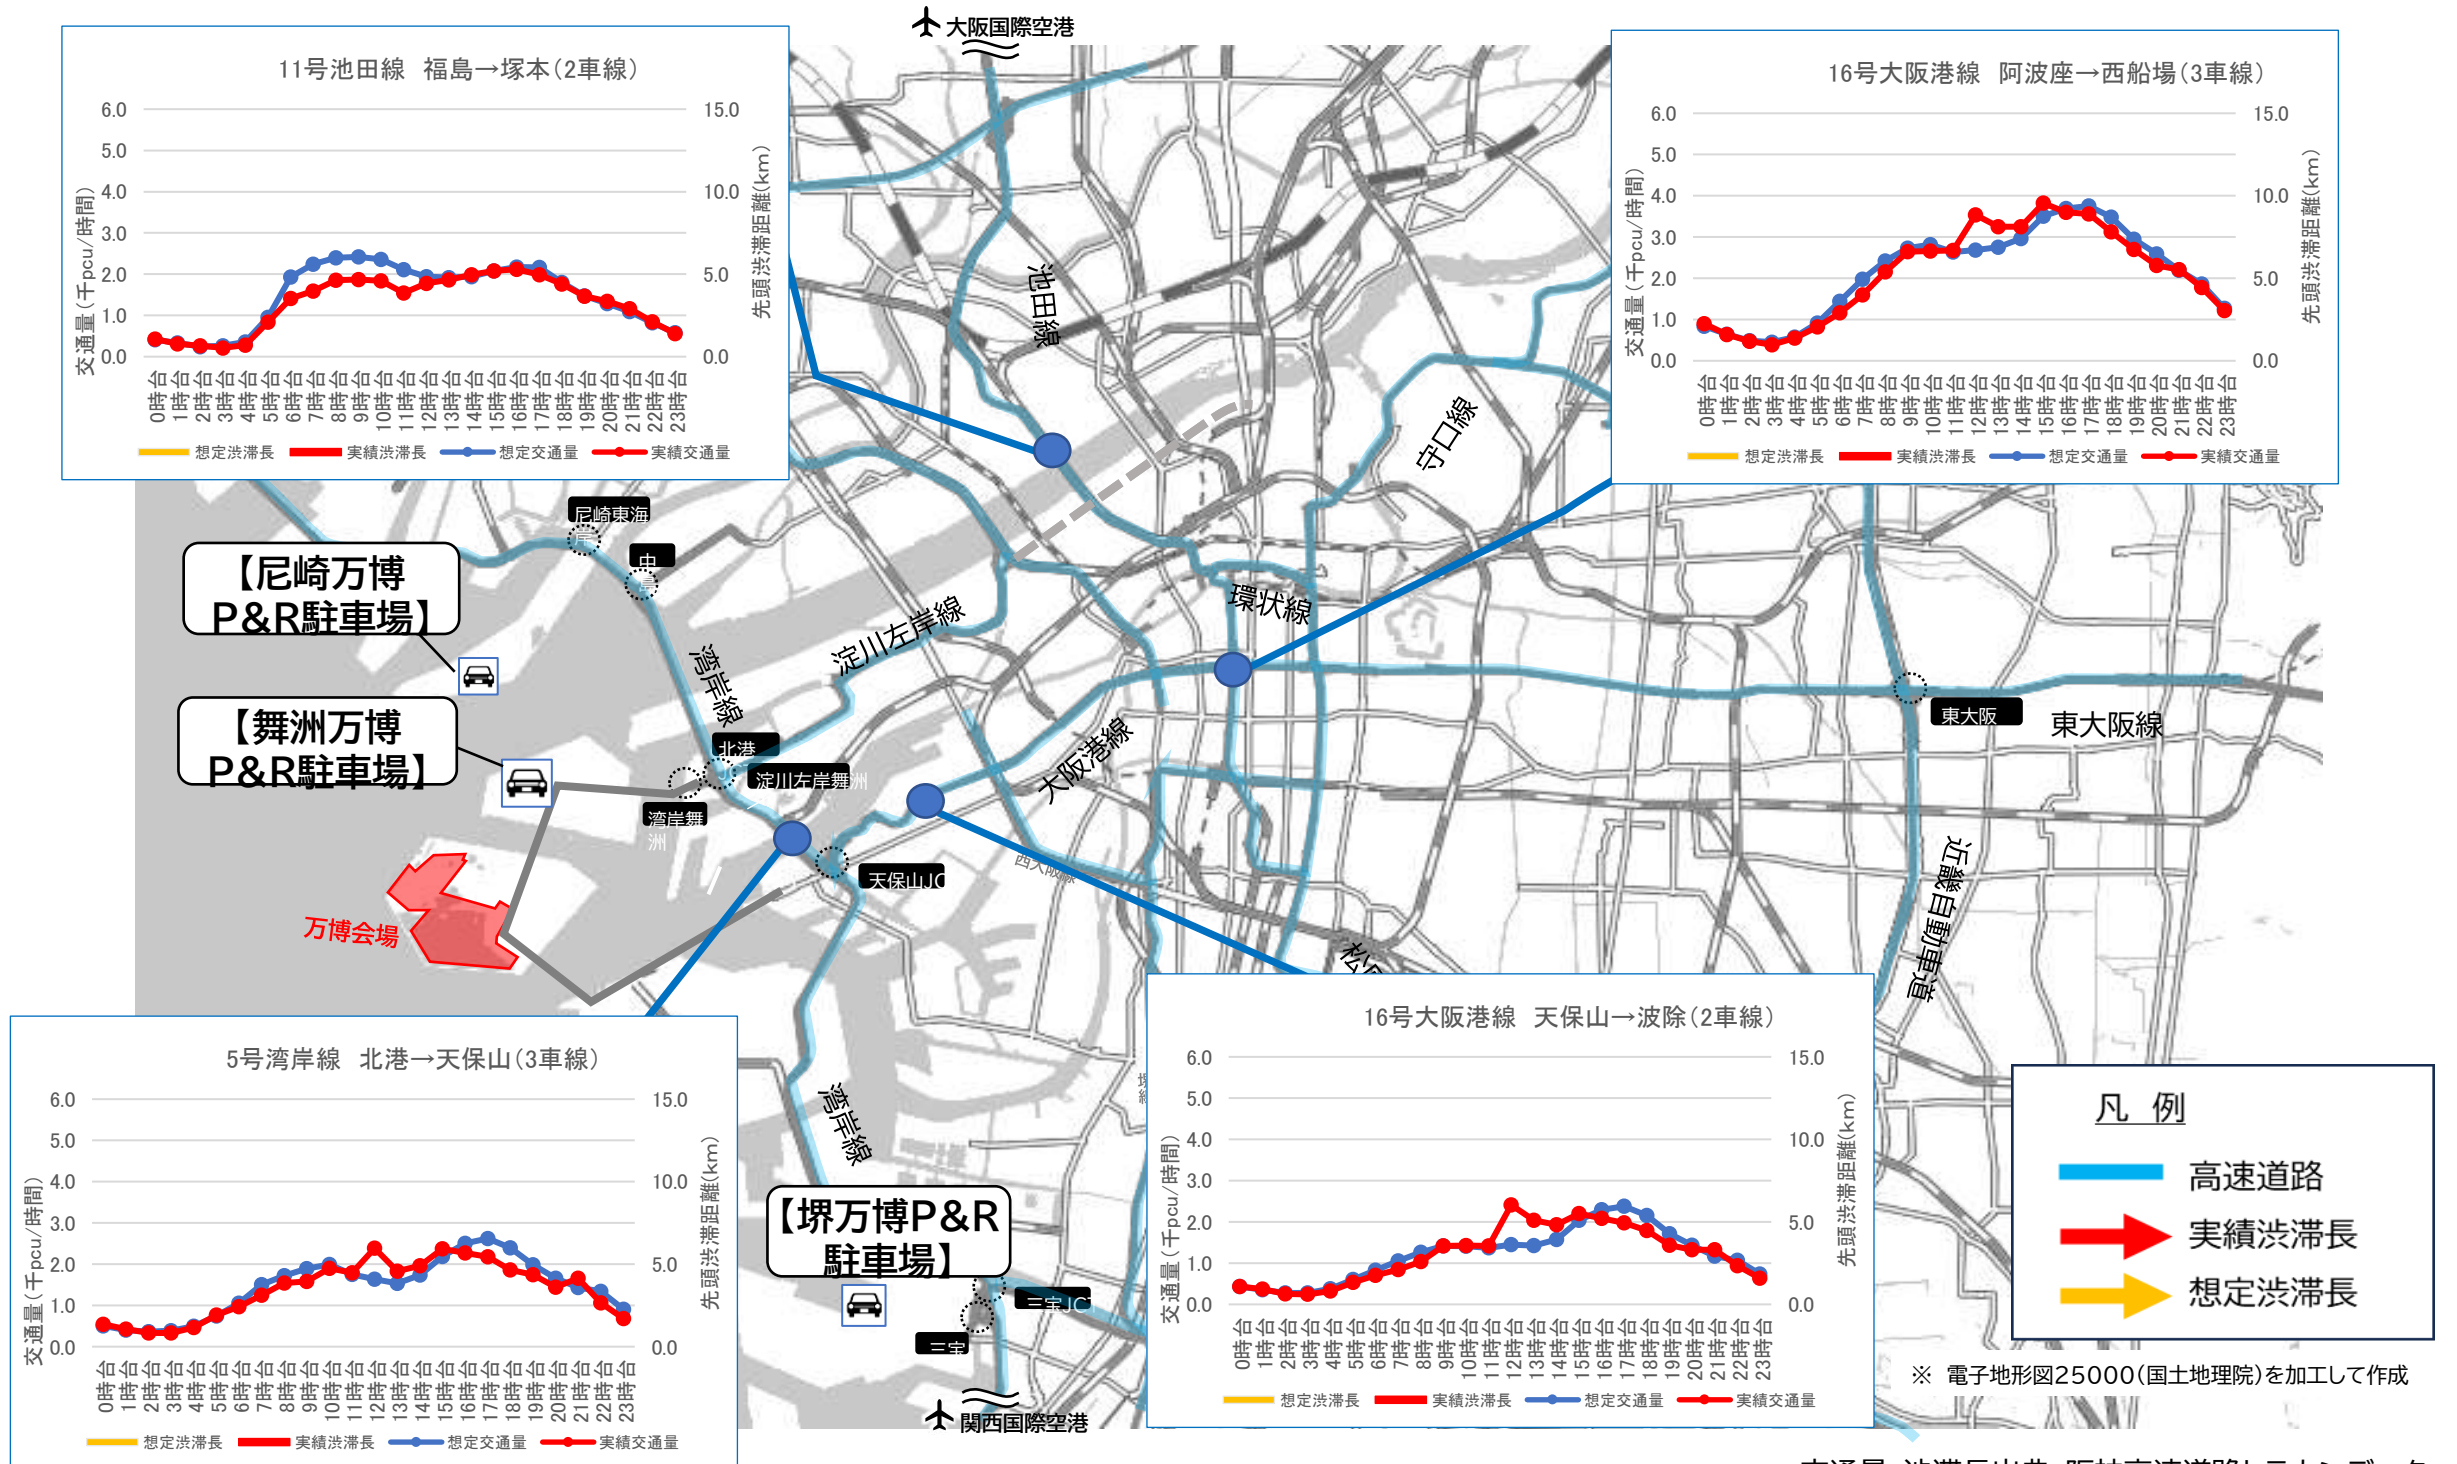 大阪国際空港
11号池田線 福島→塚本(2車線)
6.0
5.0
4.0
3.0
2.0
1.0
0.0
15.0
10.0
5.0
0.0
交通量(千pcu/時間)
先頭渋滞距離(km)
0時台
1時台
2時台
3時台
4時台
5時台
6時台
7時台
8時台
9時台
10時台
11時台
12時台
13時台
14時台
15時台
16時台
17時台
18時台
19時台
20時台
21時台
22時台
23時台
想定渋滞長 実績渋滞長 想定交通量 実績交通量
16号大阪港線 阿波座→西船場(3車線)
6.0
5.0
4.0
3.0
2.0
1.0
0.0
15.0
10.0
5.0
0.0
交通量(千pcu/時間)
先頭渋滞距離(km)
0時台
1時台
2時台
3時台
4時台
5時台
6時台
7時台
8時台
9時台
10時台
11時台
12時台
13時台
14時台
15時台
16時台
17時台
18時台
19時台
20時台
21時台
22時台
23時台
想定渋滞長 実績渋滞長 想定交通量 実績交通量
池田線
守口線
尼崎東海
岸
中
島
【尼崎万博
P&R駐車場】
淀川左岸線
環状線
湾岸線
【舞洲万博
P&R駐車場】
北港
淀川左岸舞洲
湾岸舞
洲
大阪港線
東大阪
東大阪線
天保山JC
西大阪線
近畿自動車道
万博会場
5号湾岸線 北港→天保山(3車線)
6.0
5.0
4.0
3.0
2.0
1.0
0.0
15.0
10.0
5.0
0.0
交通量(千pcu/時間)
先頭渋滞距離(km)
0時台
1時台
2時台
3時台
4時台
5時台
6時台
7時台
8時台
9時台
10時台
11時台
12時台
13時台
14時台
15時台
16時台
17時台
18時台
19時台
20時台
21時台
22時台
23時台
想定渋滞長 実績渋滞長 想定交通量 実績交通量
湾岸線
【堺万博P&R
駐車場】
三宝JCT
三宝
関西国際空港
16号大阪港線 天保山→波除(2車線)
6.0
5.0
4.0
3.0
2.0
1.0
0.0
15.0
10.0
5.0
0.0
交通量(千pcu/時間)
先頭渋滞距離(km)
0時台
1時台
2時台
3時台
4時台
5時台
6時台
7時台
8時台
9時台
10時台
11時台
12時台
13時台
14時台
15時台
16時台
17時台
18時台
19時台
20時台
21時台
22時台
23時台
想定渋滞長 実績渋滞長 想定交通量 実績交通量
凡 例
高速道路
実績渋滞長
想定渋滞長
※ 電子地形図25000(国土地理院)を加工して作成